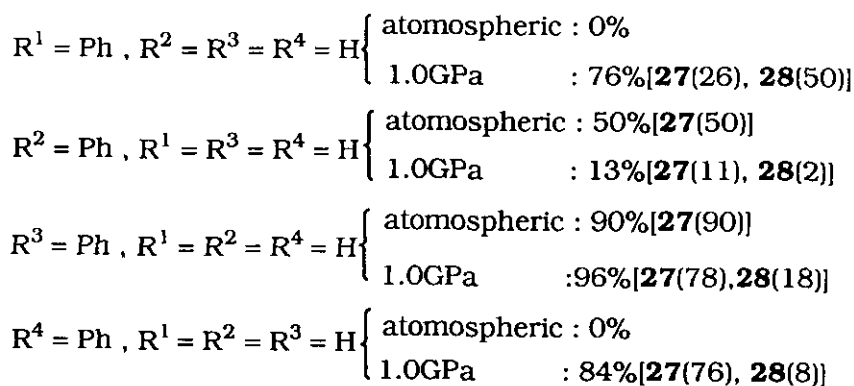 R¹ = Ph , R² = R³ = R⁴ = H{ atomospheric : 0%
1.0GPa : 76%[27(26), 28(50)]
R² = Ph , R¹ = R³ = R⁴ = H{ atomospheric : 50%[27(50)]
1.0GPa : 13%[27(11), 28(2)]
R³ = Ph , R¹ = R² = R⁴ = H{ atomospheric : 90%[27(90)]
1.0GPa :96%[27(78),28(18)]
R⁴ = Ph , R¹ = R² = R³ = H{ atomospheric : 0%
1.0GPa : 84%[27(76), 28(8)]